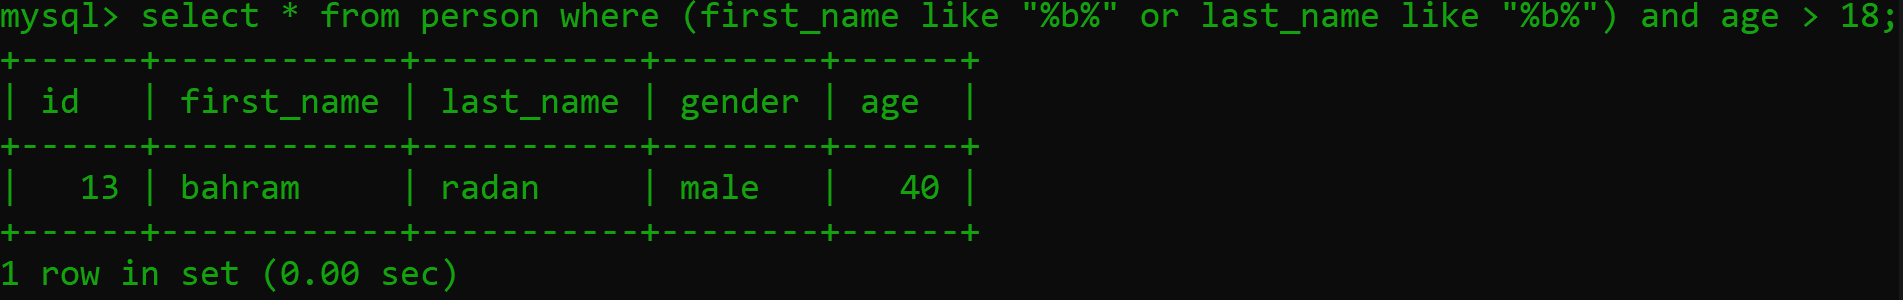 mysql> select * from person where (first_name like "%b%" or last_name like "%b%") and age > 18;
+------+------------+-----------+--------+------+
| id   | first_name | last_name | gender | age  |
+------+------------+-----------+--------+------+
|   13 | bahram     | radan     | male   |   40 |
+------+------------+-----------+--------+------+
1 row in set (0.00 sec)